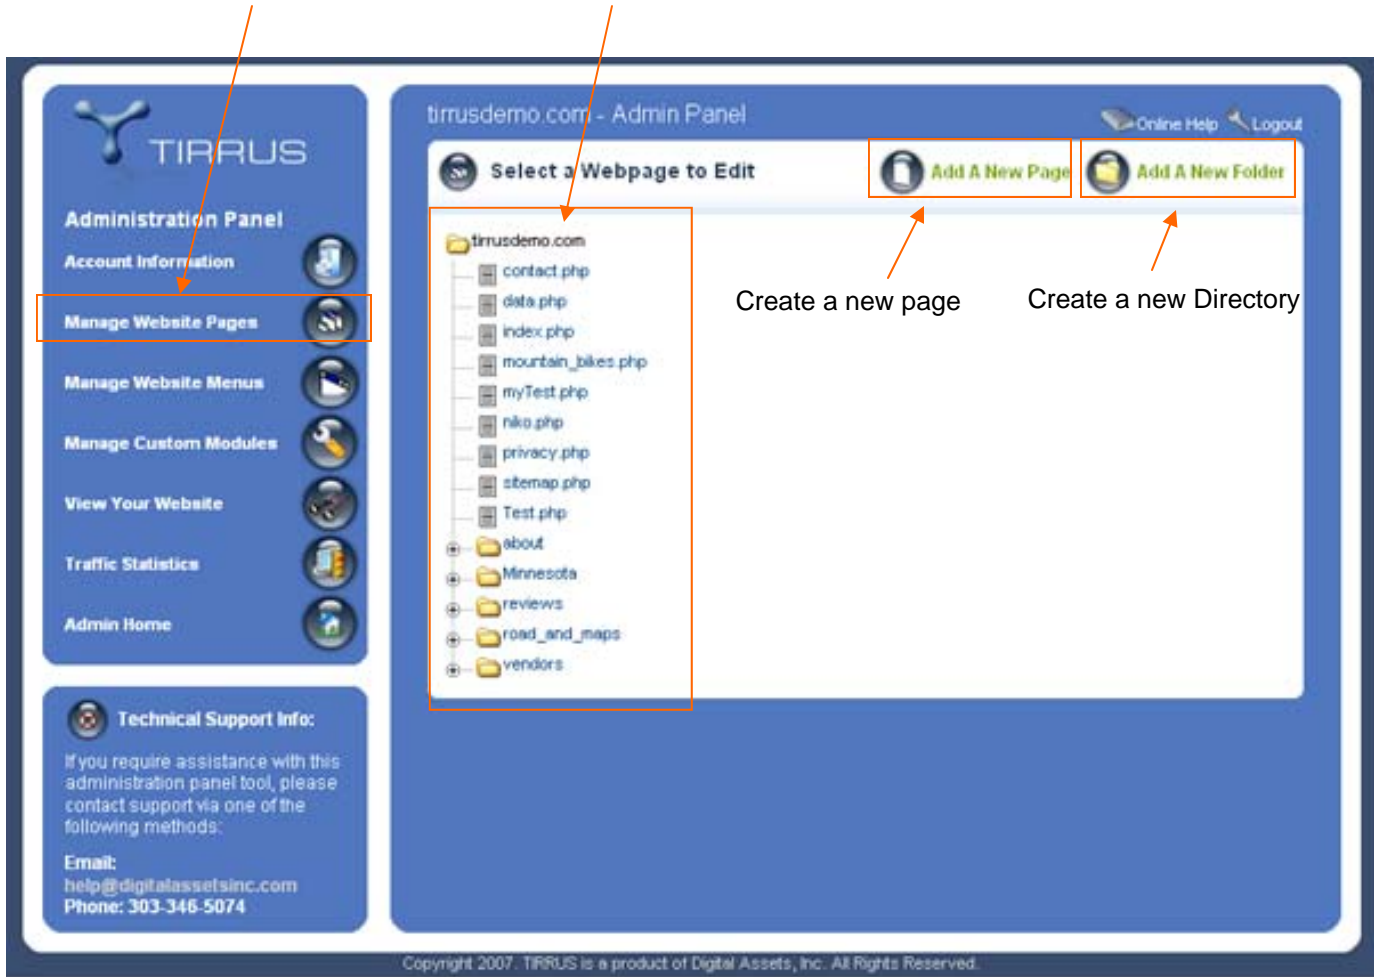 TIRRUS
Administration Panel
Account Information
Manage Website Pages
Manage Website Menus
Manage Custom Modules
View Your Website
Traffic Statistics
Admin Home
Technical Support Info:
If you require assistance with this
administration panel tool, please
contact support via one of the
following methods:
Email:
help@digitalassetsinc.com
Phone: 303-346-5074
tirrusdemo.com - Admin Panel
Online Help
Logout
Select a Webpage to Edit
Add A New Page
Add A New Folder
tirrusdemo.com
contact.php
data.php
index.php
mountain_bikes.php
myTest.php
niko.php
privacy.php
sitemap.php
Test.php
about
Minnesota
reviews
road_and_maps
vendors
Create a new page
Create a new Directory
Copyright 2007. TIRRUS is a product of Digital Assets, Inc. All Rights Reserved.